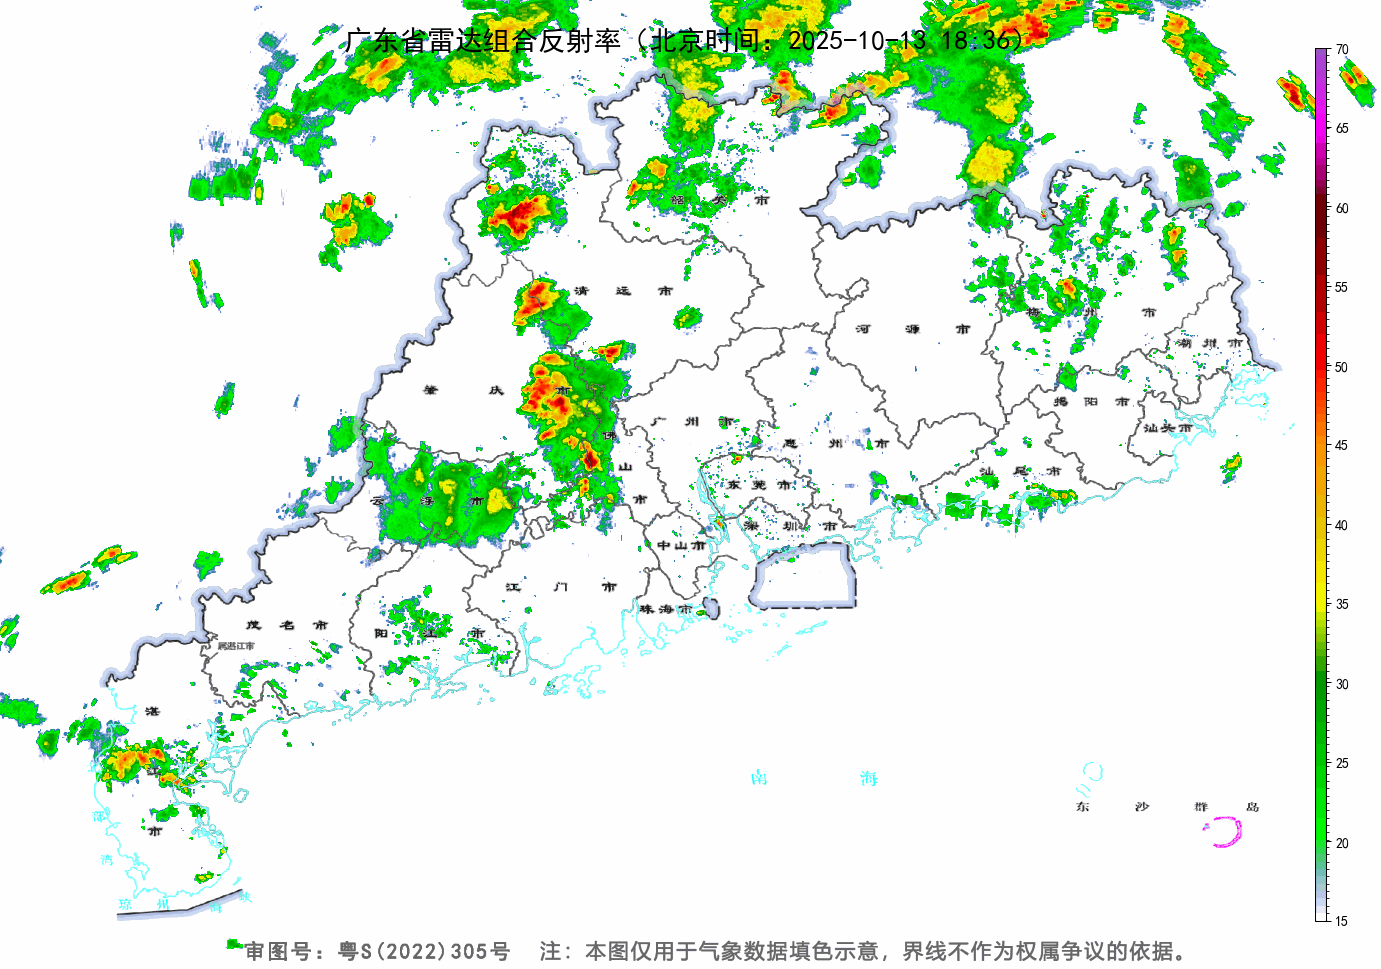 广东省雷达组合反射率（北京时间：2025-10-13 18:36）
70
65
60
55
50
45
40
35
30
25
20
15
韶关市
清远市
梅州市
河源市
潮州市
肇庆市
揭阳市
广州市
佛山市
惠州市
汕头市
汕尾市
东莞市
云浮市
深圳市
中山市
江门市
珠海市
茂名市
阳江市
属湛江市
湛江市
南海
东沙群岛
部湾
琼州海峡
审图号：粤S(2022)305号 注：本图仅用于气象数据填色示意，界线不作为权属争议的依据。